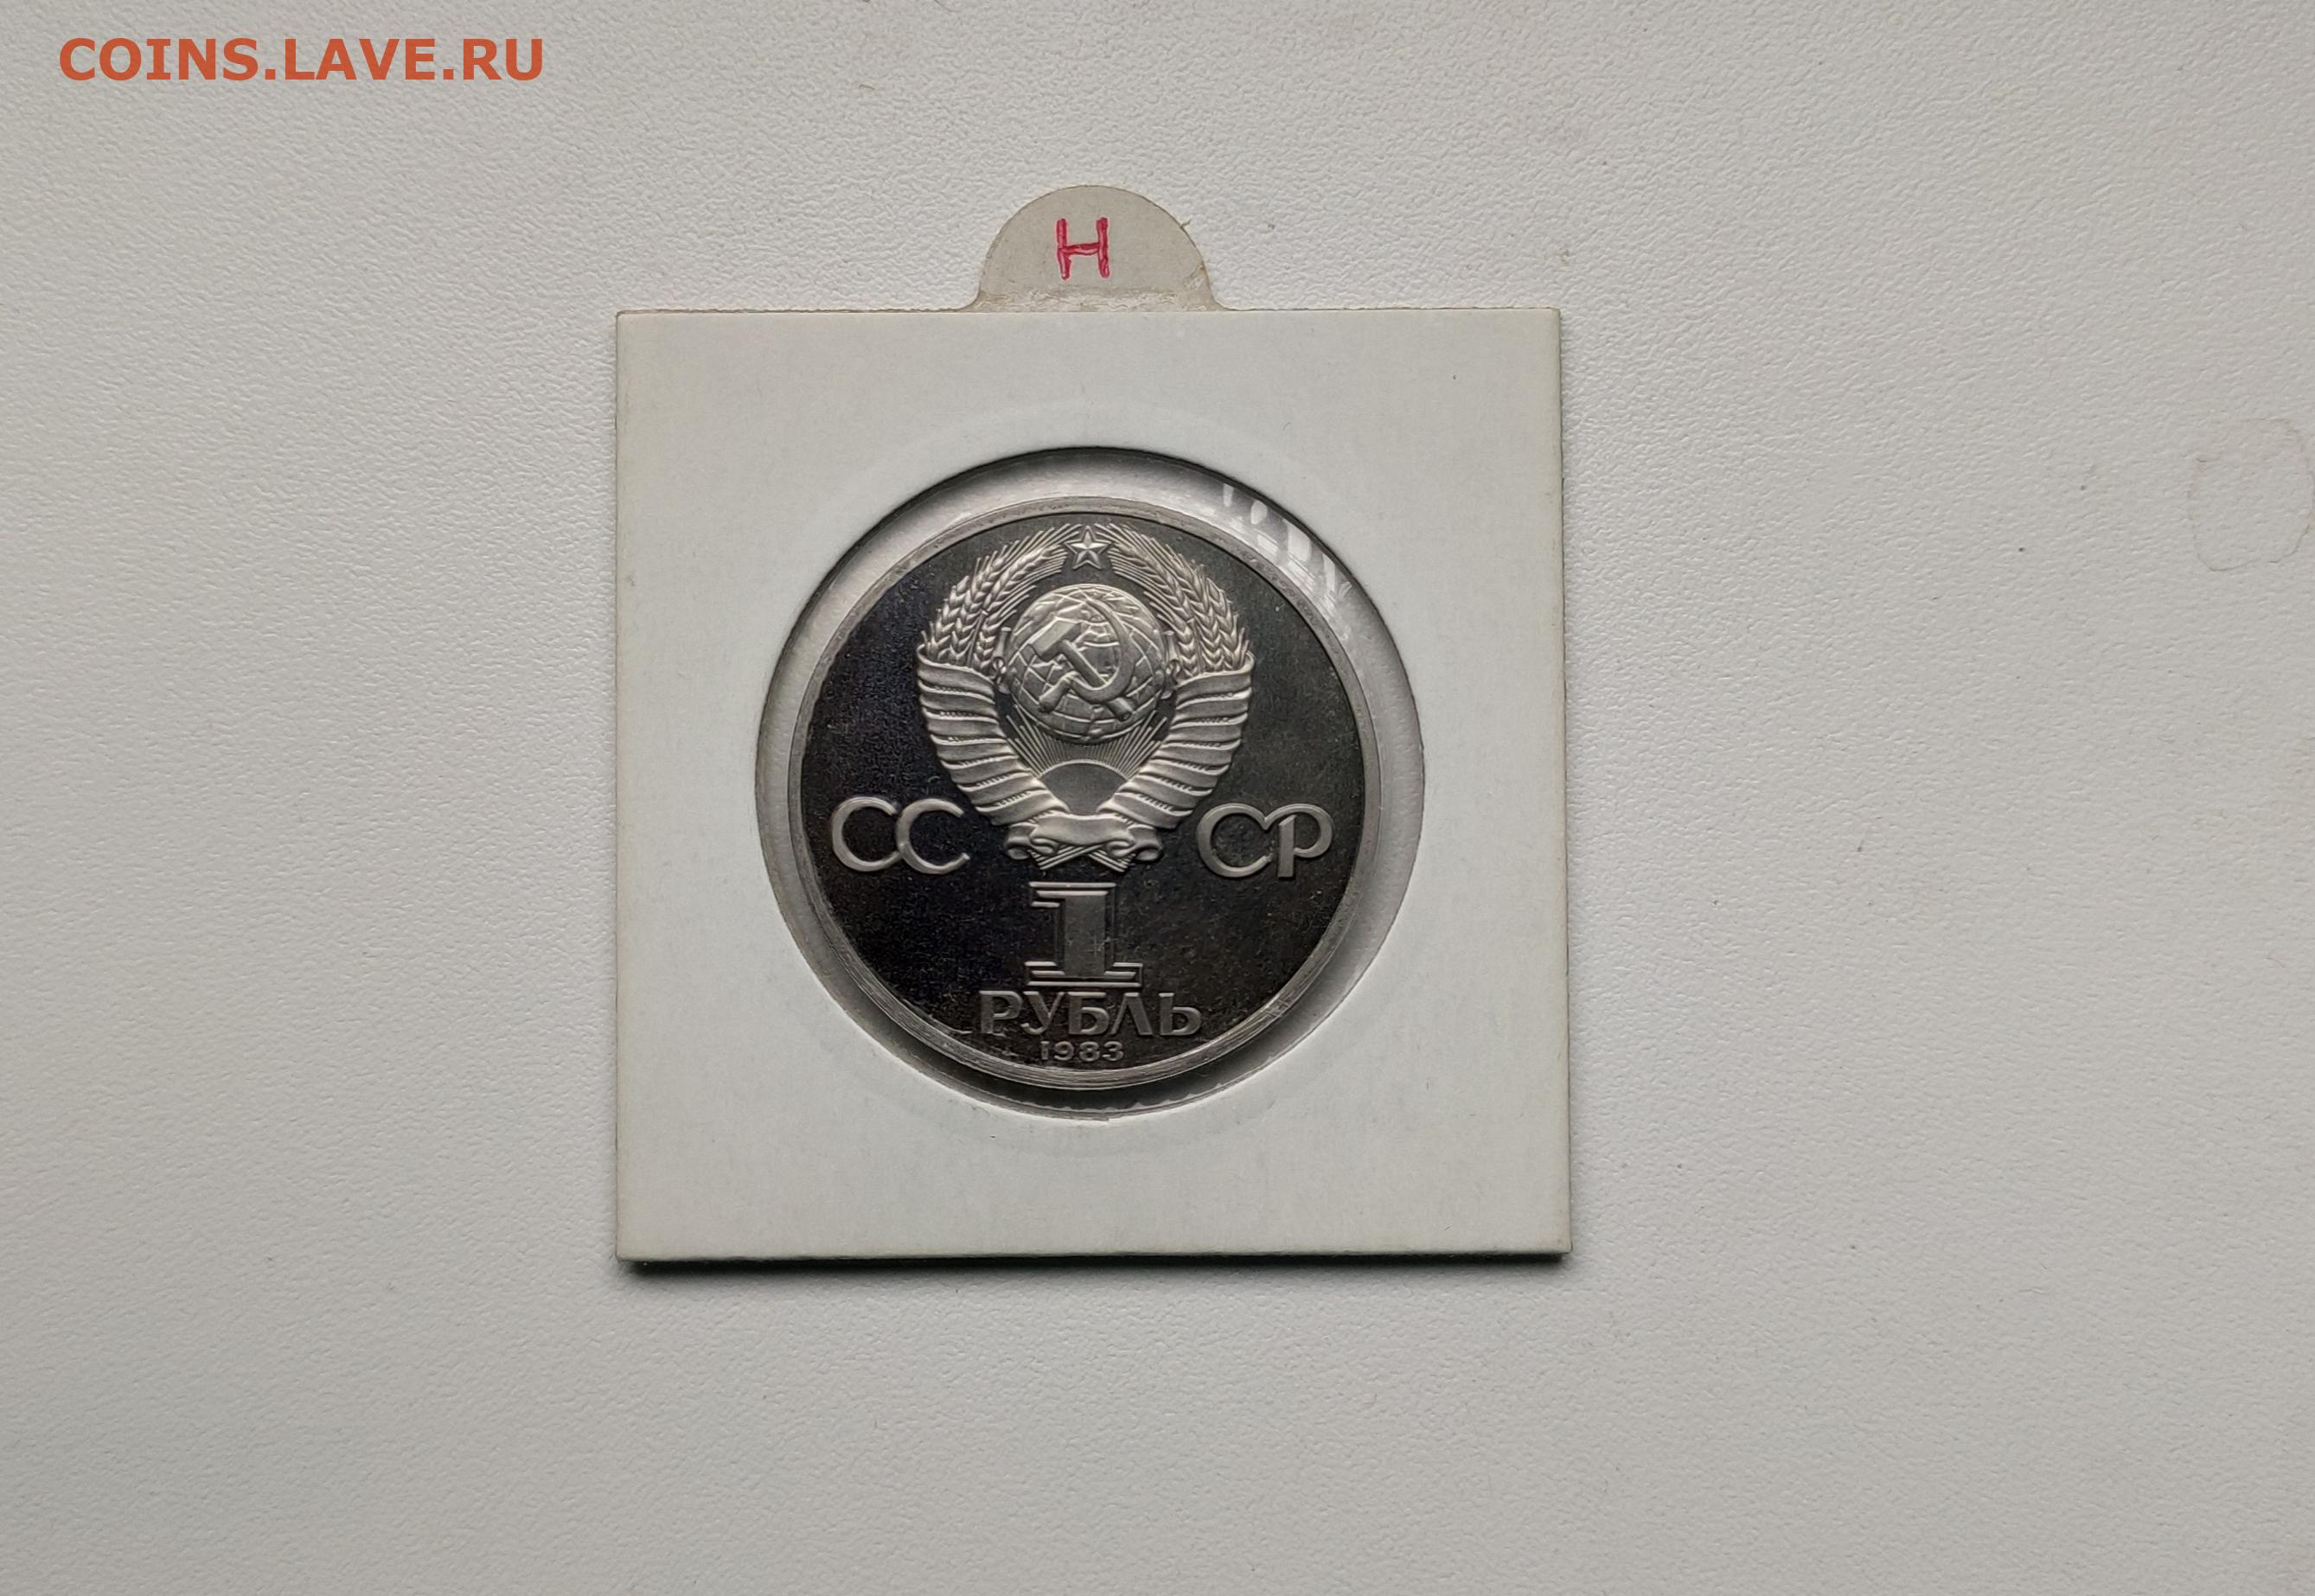 COINS.LAVE.RU
Н
СС СР
1
РУБЛЬ
1983